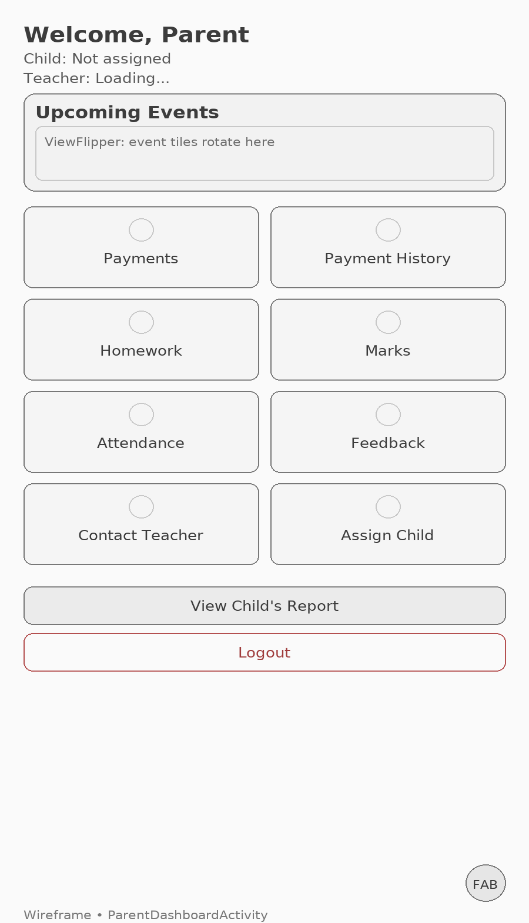 Welcome, Parent
Child: Not assigned
Teacher: Loading...
Upcoming Events
ViewFlipper: event tiles rotate here
Payments
Payment History
Homework
Marks
Attendance
Feedback
Contact Teacher
Assign Child
View Child's Report
Logout
FAB
Wireframe • ParentDashboardActivity